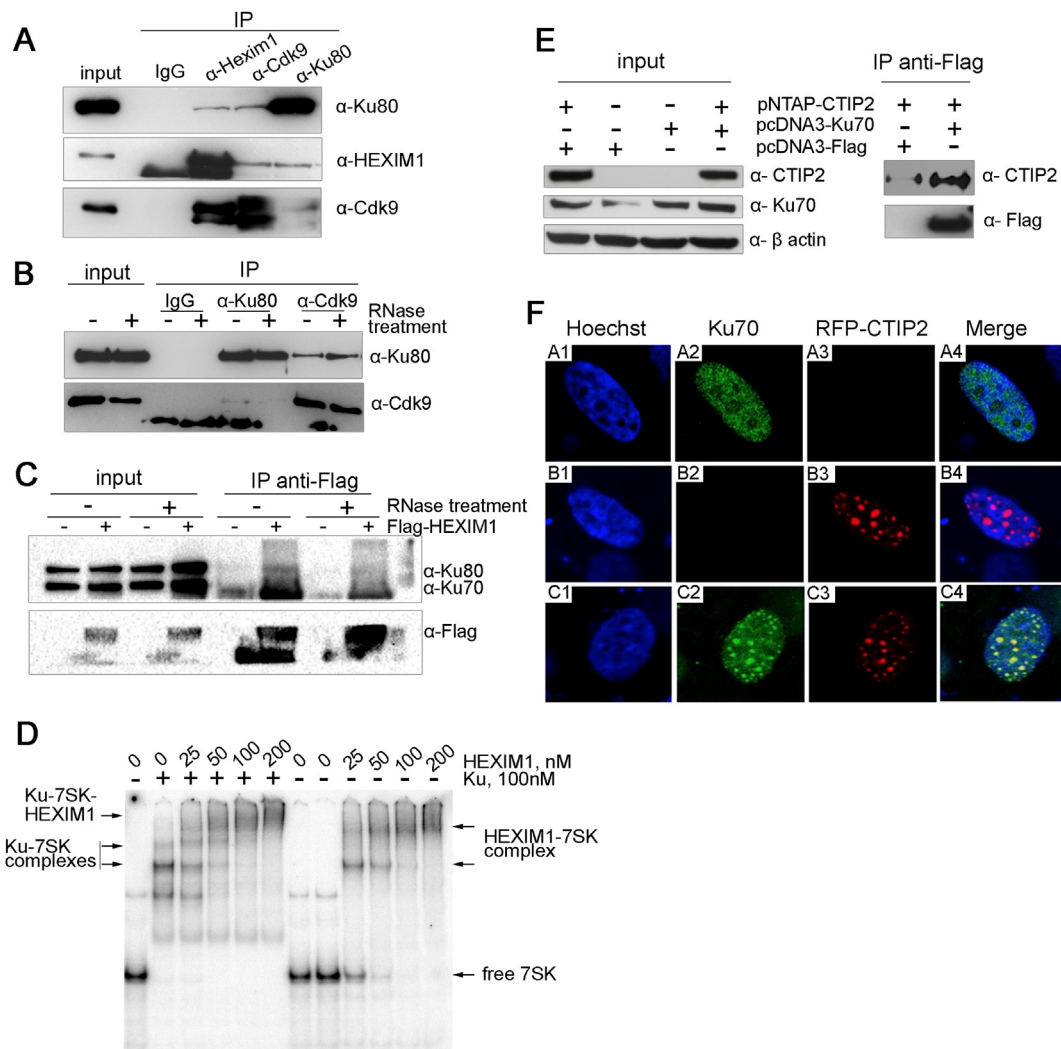 A
IP
input IgG α-Hexim1 α-Cdk9 α-Ku80
α-Ku80
α-HEXIM1
α-Cdk9
B
input IP
IgG α-Ku80 α-Cdk9
- + - + - + - + RNase treatment
α-Ku80
α-Cdk9
C
input IP anti-Flag
- + - + RNase treatment
- + - + - + - + Flag-HEXIM1
α-Ku80
α-Ku70
α-Flag
D
0 0 25 50 100 200 0 0 25 50 100 200 HEXIM1, nM
- + + + + + - - - - - - Ku, 100nM
Ku-7SK-
HEXIM1
Ku-7SK
complexes
HEXIM1-7SK
complex
free 7SK
E
input IP anti-Flag
+ - - + pNTAP-CTIP2 + +
- - + + pcDNA3-Ku70 - +
+ + - - pcDNA3-Flag + -
α- CTIP2
α- Ku70
α- β actin
α- CTIP2
α- Flag
F
Hoechst Ku70 RFP-CTIP2 Merge
A1 A2 A3 A4
B1 B2 B3 B4
C1 C2 C3 C4